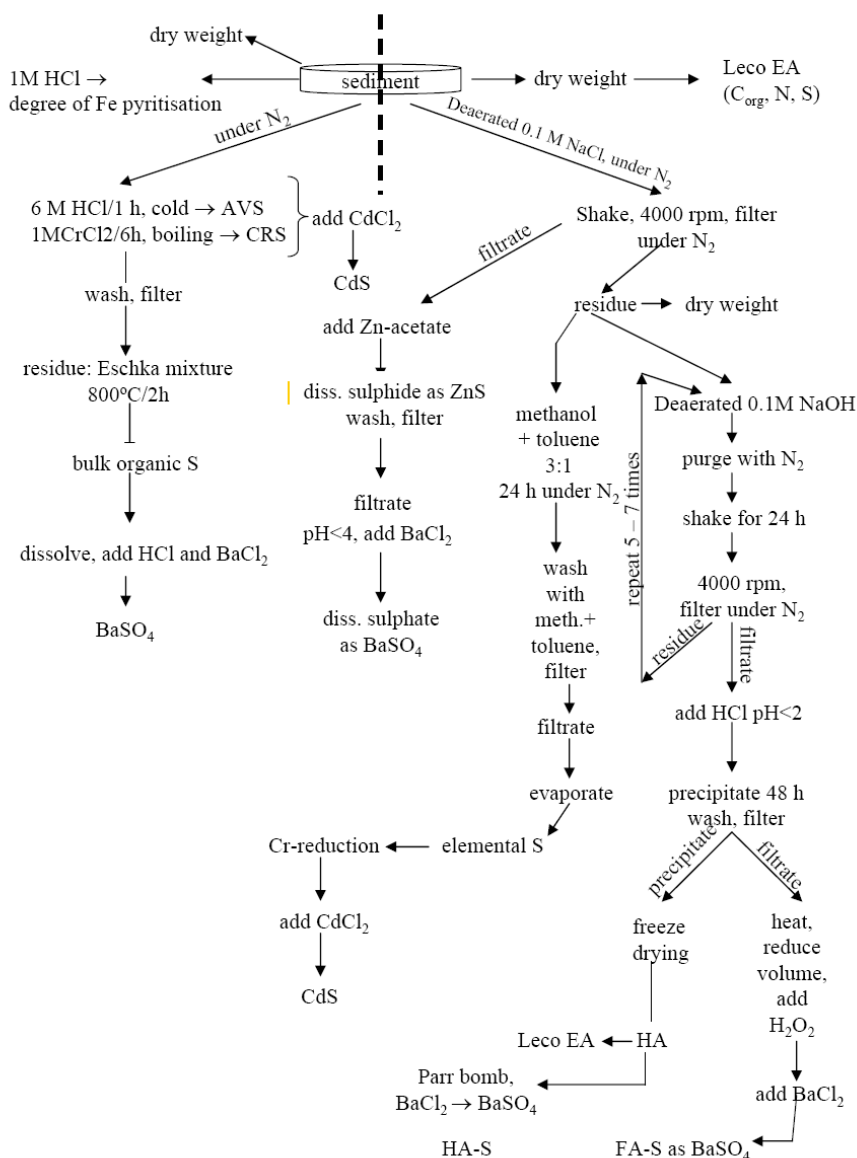 dry weight
1M HCl →
degree of Fe pyritisation
sediment
dry weight
Leco EA
(Corg, N, S)
under N2
Deaerated 0.1 M NaCl, under N2
6 M HCl/1 h, cold → AVS
1MCrCl2/6h, boiling → CRS
add CdCl2
CdS
Shake, 4000 rpm, filter
under N2
filtrate
wash, filter
residue: Eschka mixture
800ºC/2h
bulk organic S
dissolve, add HCl and BaCl2
BaSO4
add Zn-acetate
diss. sulphide as ZnS
wash, filter
filtrate
pH<4, add BaCl2
diss. sulphate
as BaSO4
residue
dry weight
methanol
+ toluene
3:1
24 h under N2
wash
with
meth.+
toluene,
filter
filtrate
evaporate
elemental S
Cr-reduction
add CdCl2
CdS
Deaerated 0.1M NaOH
purge with N2
shake for 24 h
4000 rpm,
filter under N2
repeat 5 – 7 times
residue
filtrate
add HCl pH<2
precipitate 48 h
wash, filter
precipitate
filtrate
freeze
drying
HA
Leco EA
Parr bomb,
BaCl2 → BaSO4
HA-S
heat,
reduce
volume,
add
H2O2
add BaCl2
FA-S as BaSO4